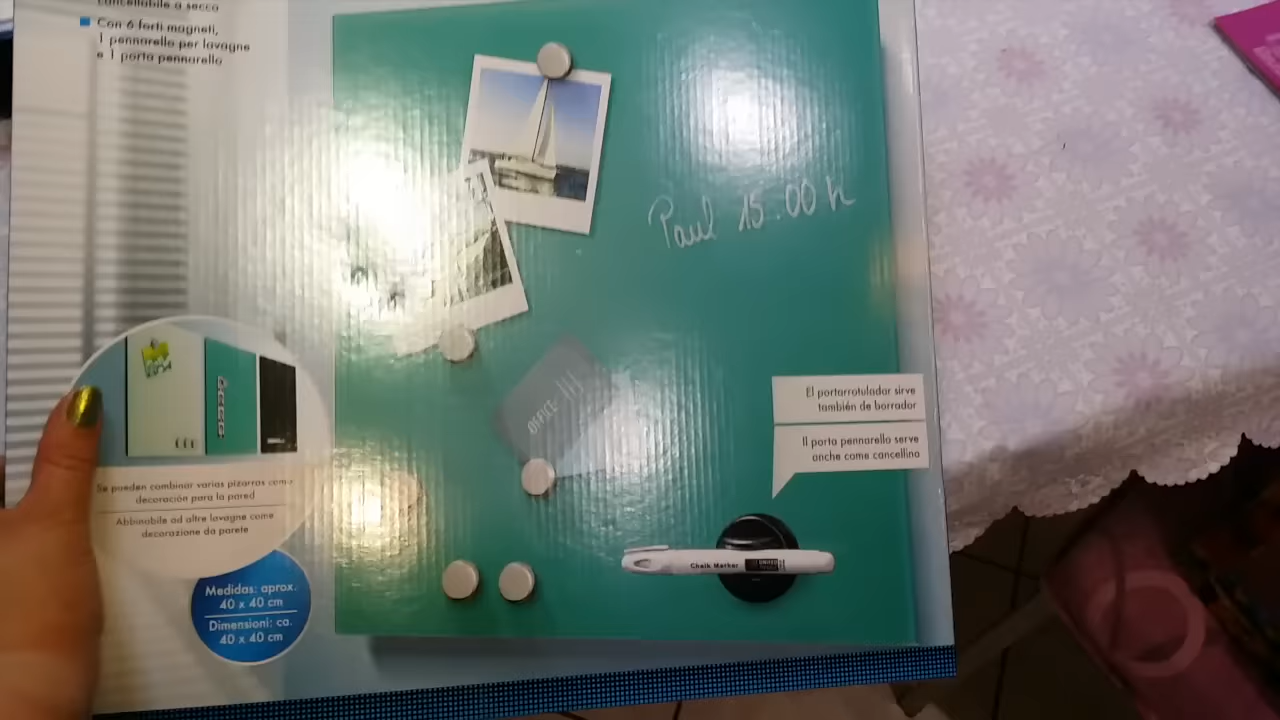 cancellabile a secco
Con 6 forti magneti,
1 pennarello per lavagne
e 1 porta pennarello
Paul 15.00 h
OFFICE
El portarrotulador sirve
también de borrador
Il porta pennarello serve
anche come cancellino
Se pueden combinar varias pizarras como
decoración para la pared
Abbinabile ad altre lavagne come
decorazione da parete
Chalk Marker
UNITED
Medidas: aprox.
40 x 40 cm
Dimensioni: ca.
40 x 40 cm